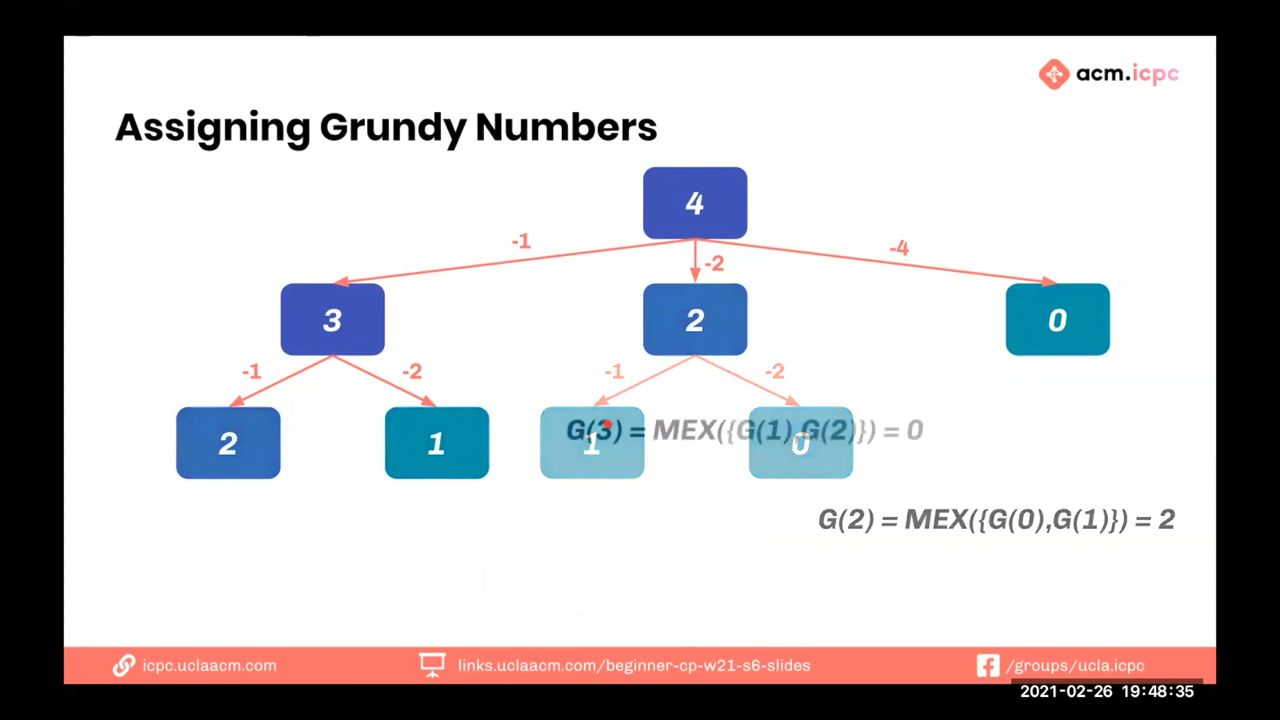 acm.icpc
Assigning Grundy Numbers
4
-1
-2
-4
3
2
0
-1
-2
-1
-2
2
1
1
0
G(3) = MEX({G(1),G(2)}) = 0
G(2) = MEX({G(0),G(1)}) = 2
icpc.uclaacm.com
links.uclaacm.com/beginner-cp-w21-s6-slides
/groups/ucla.icpc
2021-02-26 19:48:35